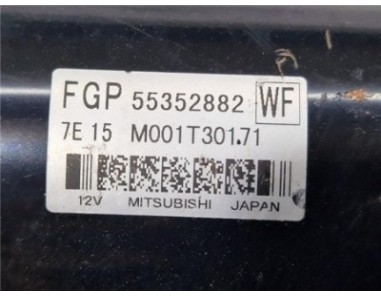 FGP 55352882 WF
7E 15 M001T301.71
12V MITSUBISHI JAPAN